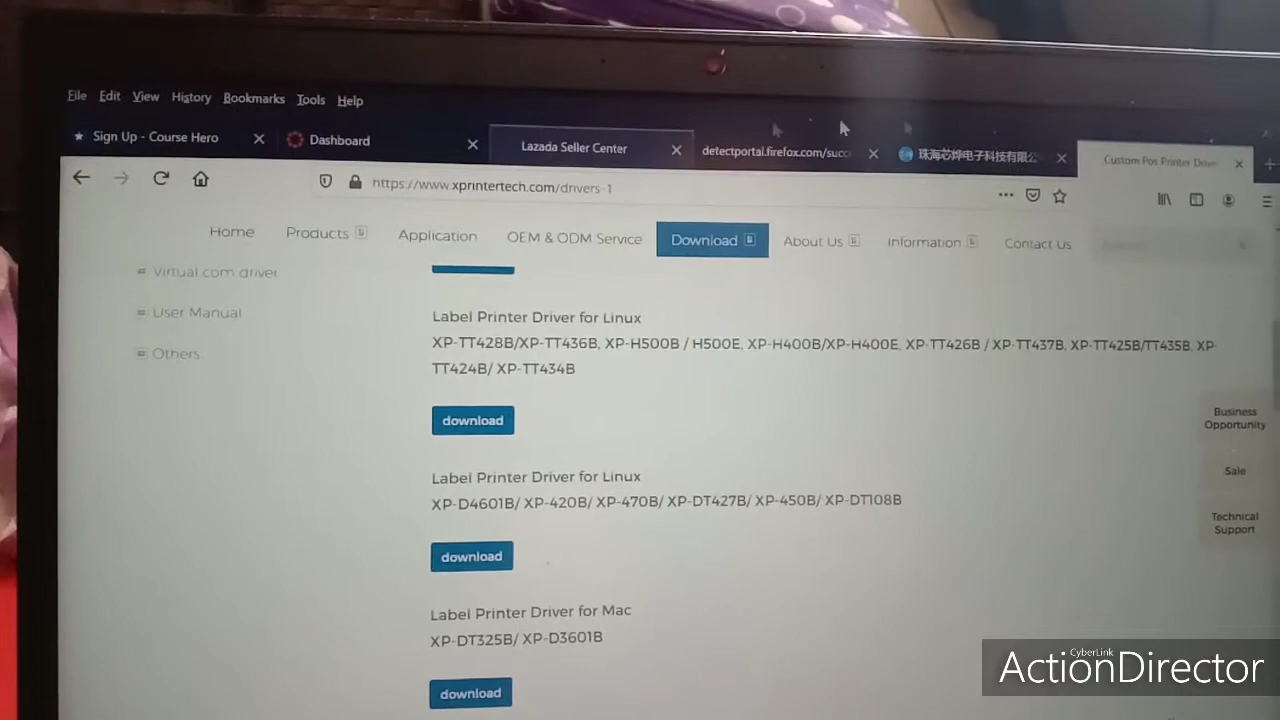 File Edit View History Bookmarks Tools Help
Sign Up - Course Hero
Dashboard
Lazada Seller Center
detectportal.firefox.com/succ
珠海芯烨电子科技有限公
Custom Pos Printer Drive
https://www.xprintertech.com/drivers-1
Home Products Application OEM & ODM Service Download About Us Information Contact Us
Virtual com driver
User Manual
Others
Label Printer Driver for Linux
XP-TT428B/XP-TT436B, XP-H500B / H500E, XP-H400B/XP-H400E, XP-TT426B / XP-TT437B, XP-TT425B/TT435B, XP-
TT424B/ XP-TT434B
download
Label Printer Driver for Linux
XP-D4601B/ XP-420B/ XP-470B/ XP-DT427B/ XP-450B/ XP-DT108B
download
Label Printer Driver for Mac
XP-DT325B/ XP-D3601B
download
Business
Opportunity
Sale
Technical
Support
CyberLink
ActionDirector